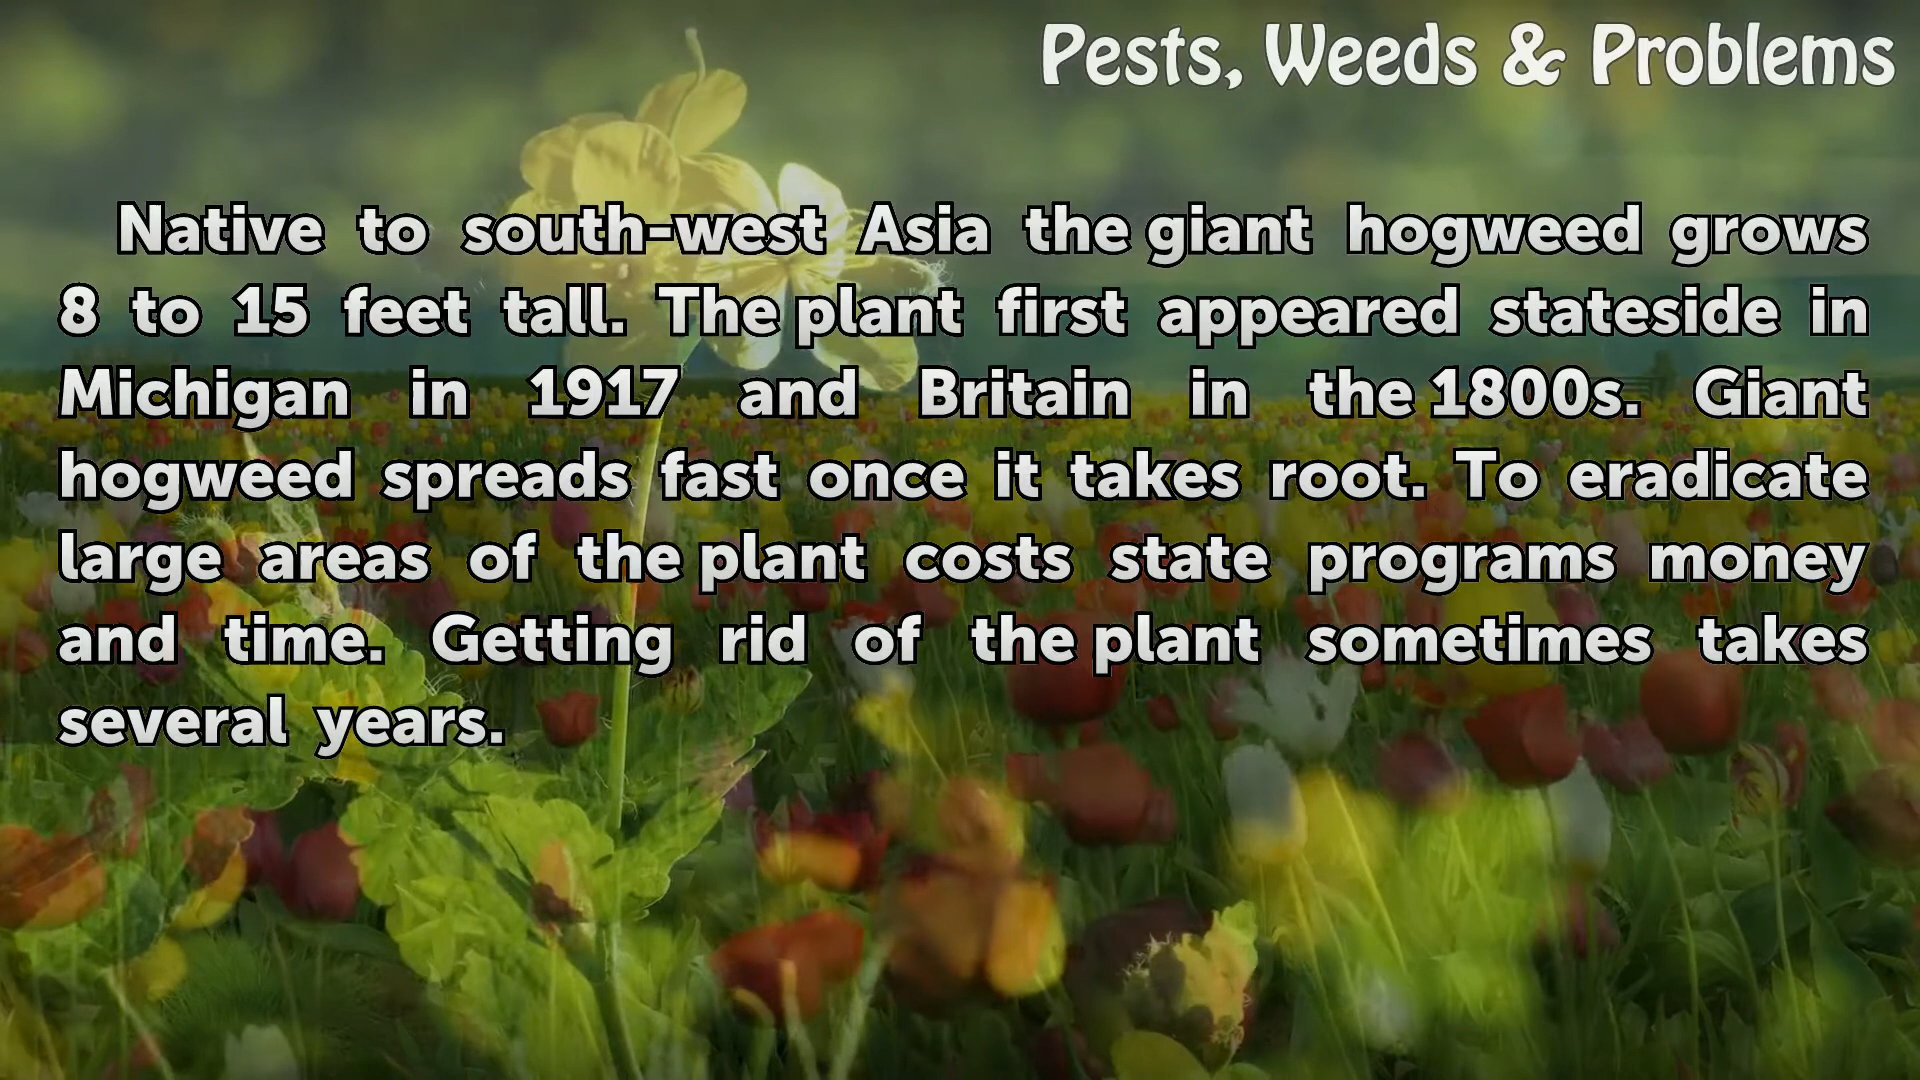 Pests, Weeds & Problems
Native to south-west Asia the giant hogweed grows
8 to 15 feet tall. The plant first appeared stateside in
Michigan in 1917 and Britain in the 1800s. Giant
hogweed spreads fast once it takes root. To eradicate
large areas of the plant costs state programs money
and time. Getting rid of the plant sometimes takes
several years.